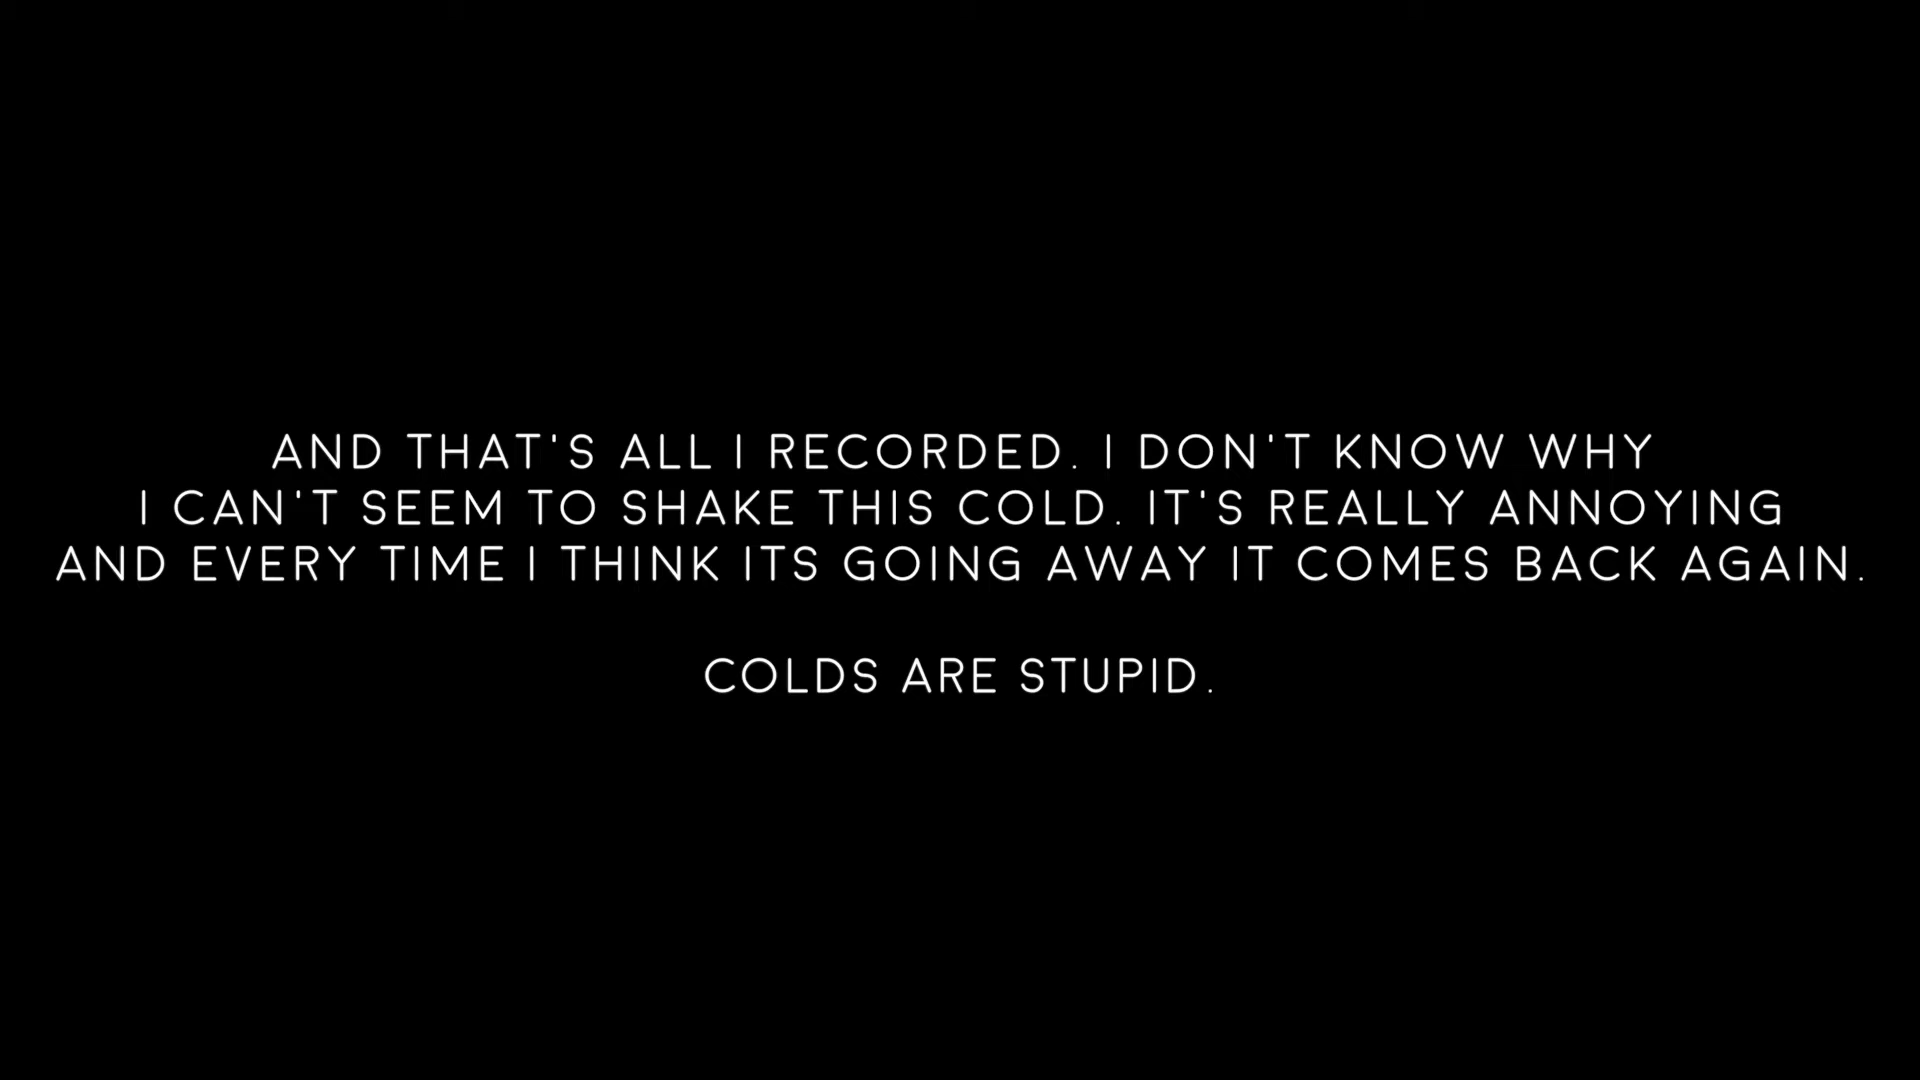 AND THAT'S ALL I RECORDED. I DON'T KNOW WHY
I CAN'T SEEM TO SHAKE THIS COLD. IT'S REALLY ANNOYING
AND EVERY TIME I THINK ITS GOING AWAY IT COMES BACK AGAIN.
COLDS ARE STUPID.